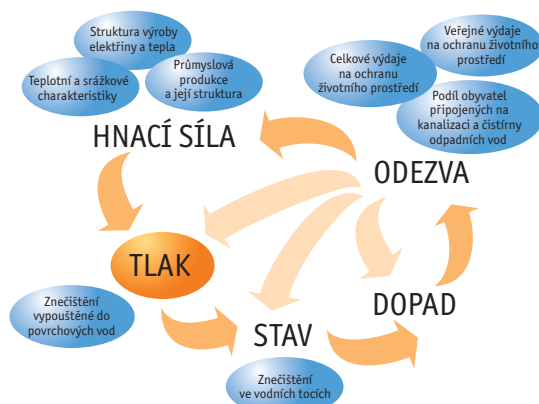 Struktura výroby
elektřiny a tepla
Teplotní a srážkové
charakteristiky
Průmyslová
produkce
a její struktura
HNACÍ SÍLA
Veřejné výdaje
na ochranu životního
prostředí
Celkové výdaje
na ochranu
životního prostředí
Podíl obyvatel
připojených na
kanalizaci a čistírny
odpadních vod
ODEZVA
TLAK
Znečištění
vypouštěné do
povrchových vod
DOPAD
STAV
Znečištění
ve vodních tocích